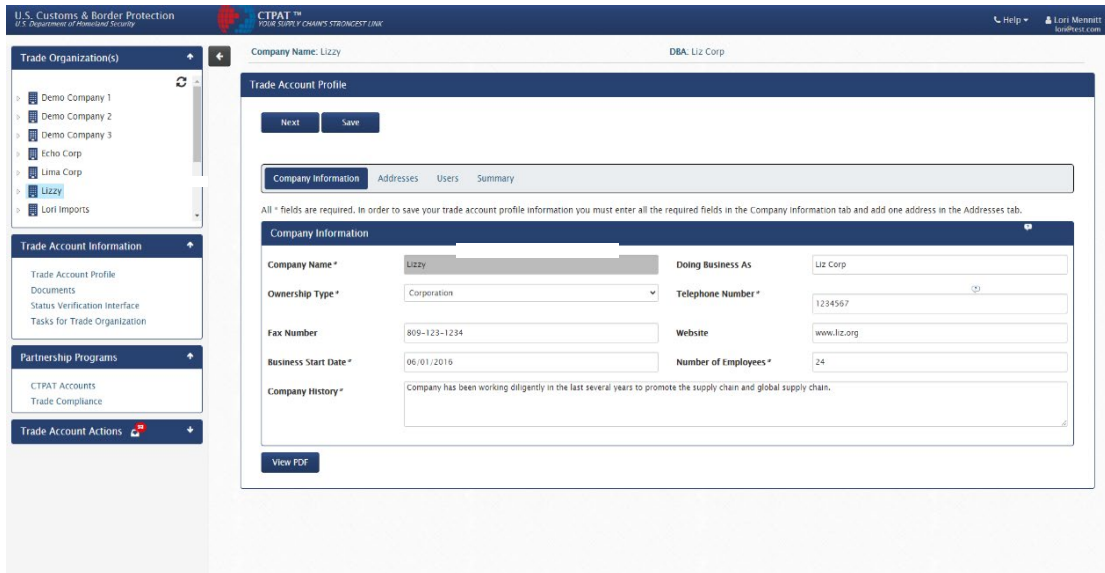 U.S. Customs & Border Protection
U.S. Department of Homeland Security
CTPAT ™
YOUR SUPPLY CHAIN'S STRONGEST LINK
Help
Lori Mennitt
lori@test.com
Trade Organization(s)
Demo Company 1
Demo Company 2
Demo Company 3
Echo Corp
Lima Corp
Lizzy
Lori Imports
Trade Account Information
Trade Account Profile
Documents
Status Verification Interface
Tasks for Trade Organization
Partnership Programs
CTPAT Accounts
Trade Compliance
Trade Account Actions
Company Name: Lizzy DBA: Liz Corp
Trade Account Profile
Next Save
Company Information Addresses Users Summary
All * fields are required. In order to save your trade account profile information you must enter all the required fields in the Company Information tab and add one address in the Addresses tab.
Company Information
Company Name* Lizzy Doing Business As Liz Corp
Ownership Type* Corporation Telephone Number* 1234567
Fax Number 809-123-1234 Website www.liz.org
Business Start Date* 06/01/2016 Number of Employees* 24
Company History* Company has been working diligently in the last several years to promote the supply chain and global supply chain.
View PDF